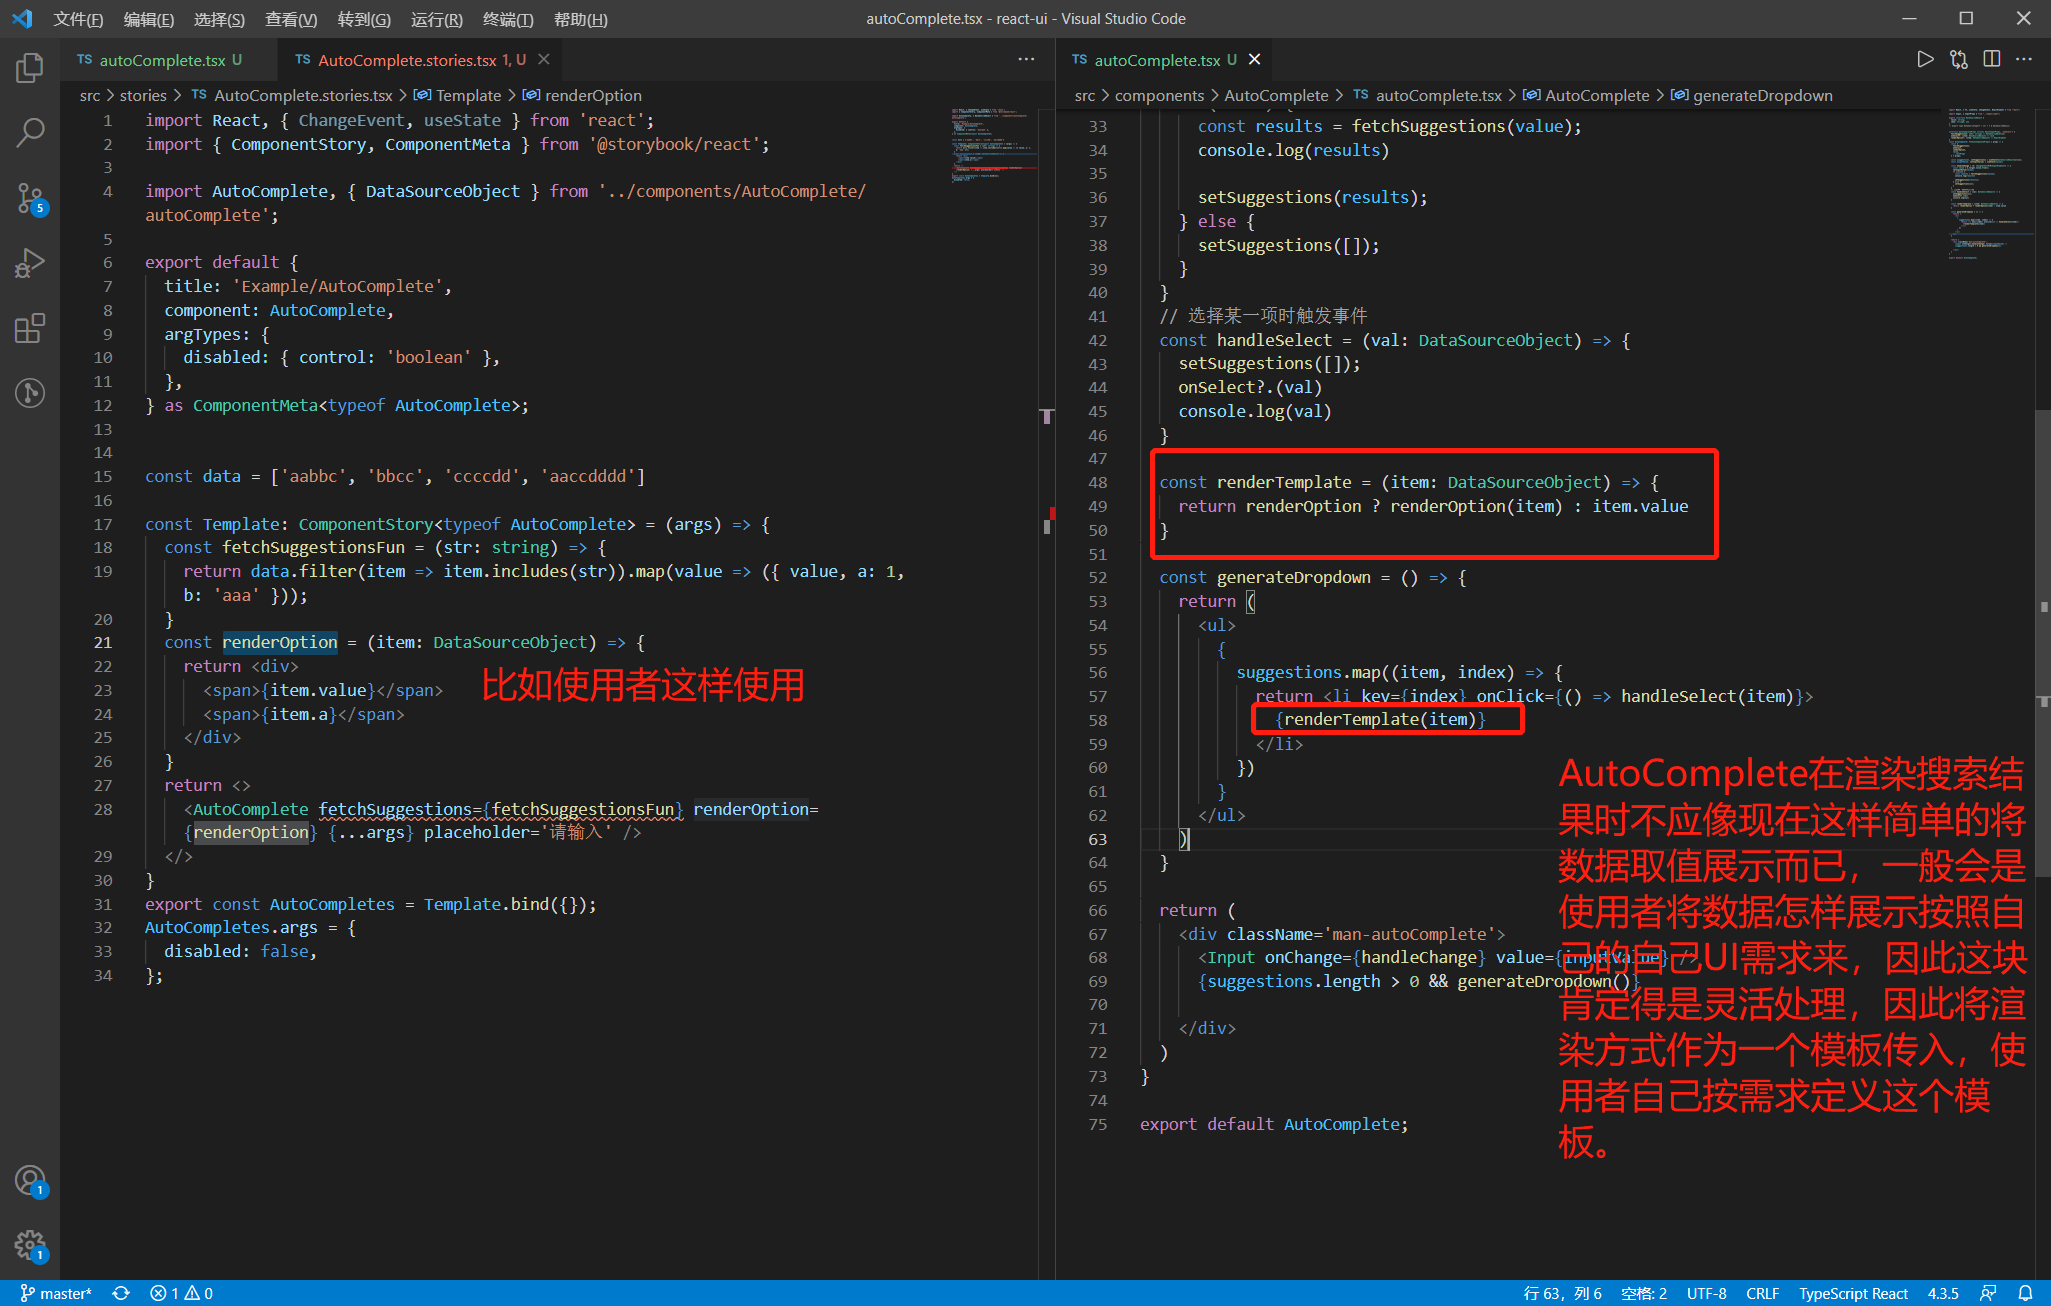 文件(F) 编辑(E) 选择(S) 查看(V) 转到(G) 运行(R) 终端(T) 帮助(H)
autoComplete.tsx - react-ui - Visual Studio Code
TS autoComplete.tsx U
TS AutoComplete.stories.tsx 1, U
src > stories > TS AutoComplete.stories.tsx > Template > renderOption
1 import React, { ChangeEvent, useState } from 'react';
2 import { ComponentStory, ComponentMeta } from '@storybook/react';
3
4 import AutoComplete, { DataSourceObject } from '../components/AutoComplete/
autoComplete';
5
6 export default {
7 title: 'Example/AutoComplete',
8 component: AutoComplete,
9 argTypes: {
10 disabled: { control: 'boolean' },
11 },
12 } as ComponentMeta<typeof AutoComplete>;
13
14
15 const data = ['aabbc', 'bbcc', 'ccccdd', 'aaccdddd']
16
17 const Template: ComponentStory<typeof AutoComplete> = (args) => {
18 const fetchSuggestionsFun = (str: string) => {
19 return data.filter(item => item.includes(str)).map(value => ({ value, a: 1,
b: 'aaa' }));
20 }
21 const renderOption = (item: DataSourceObject) => {
22 return <div>
23 <span>{item.value}</span>
24 <span>{item.a}</span>
25 </div>
26 }
27 return <>
28 <AutoComplete fetchSuggestions={fetchSuggestionsFun} renderOption=
{renderOption} {...args} placeholder='请输入' />
29 </>
30 }
31 export const AutoCompletes = Template.bind({});
32 AutoCompletes.args = {
33 disabled: false,
34 };
比如使用者这样使用
TS autoComplete.tsx U
src > components > AutoComplete > TS autoComplete.tsx > AutoComplete > generateDropdown
33 const results = fetchSuggestions(value);
34 console.log(results)
35
36 setSuggestions(results);
37 } else {
38 setSuggestions([]);
39 }
40 }
41 // 选择某一项时触发事件
42 const handleSelect = (val: DataSourceObject) => {
43 setSuggestions([]);
44 onSelect?.(val)
45 console.log(val)
46 }
47
48 const renderTemplate = (item: DataSourceObject) => {
49 return renderOption ? renderOption(item) : item.value
50 }
51
52 const generateDropdown = () => {
53 return (
54 <ul>
55 {
56 suggestions.map((item, index) => {
57 return <li key={index} onClick={() => handleSelect(item)}>
58 {renderTemplate(item)}
59 </li>
60 })
61 }
62 </ul>
63 )
64 }
65
66 return (
67 <div className='man-autoComplete'>
68 <Input onChange={handleChange} value={inputValue} />
69 {suggestions.length > 0 && generateDropdown()}
70
71 </div>
72 )
73 }
74
75 export default AutoComplete;
AutoComplete在渲染搜索结
果时不应像现在这样简单的将
数据取值展示而已，一般会是
使用者将数据怎样展示按照自
己的自己UI需求来，因此这块
肯定得是灵活处理，因此将渲
染方式作为一个模板传入，使
用者自己按需求定义这个模
板。
5
1
1
master* 1 0
行 63，列 6 空格: 2 UTF-8 CRLF TypeScript React 4.3.5